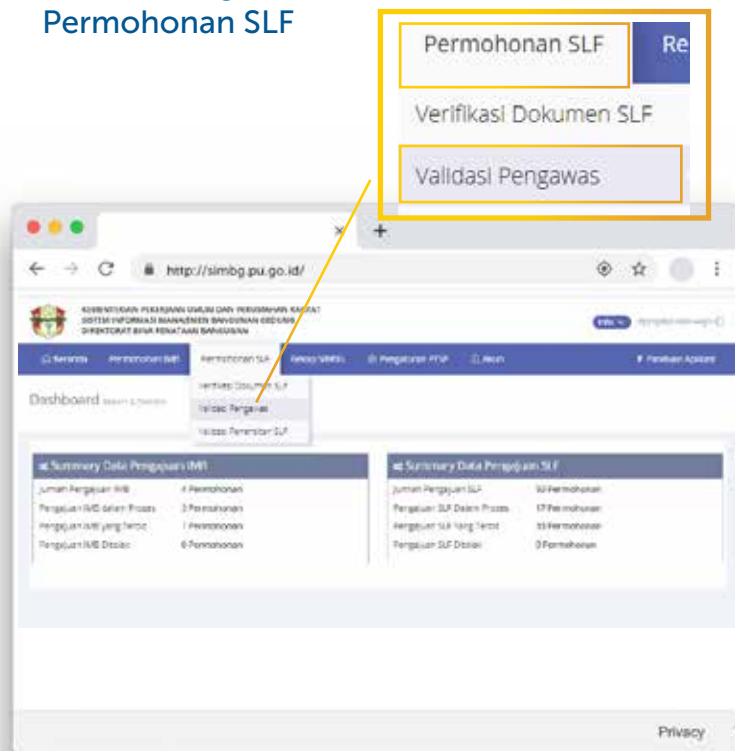 Permohonan SLF
Permohonan SLF Re
Verifikasi Dokumen SLF
Validasi Pengawas
http://simbg.pu.go.id/
KEMENTERIAN PEKERJAAN UMUM DAN PERUMAHAN RAKYAT
SISTEM INFORMASI MANAJEMEN BANGUNAN GEDUNG
DIREKTORAT BINA PENATAAN BANGUNAN
Info
Beranda Permohonan IMB Permohonan SLF Pengaturan PTSP Akun Panduan Aplikasi
Verifikasi Dokumen SLF
Dashboard
Validasi Pengawas
Validasi Penerbitan SLF
Summary Data Pengajuan IMB
Jumlah Pengajuan IMB 4 Permohonan
Pengajuan IMB dalam Proses 3 Permohonan
Pengajuan IMB yang Terbit 1 Permohonan
Pengajuan IMB Ditolak 0 Permohonan
Summary Data Pengajuan SLF
Jumlah Pengajuan SLF Permohonan
Pengajuan SLF Dalam Proses 17 Permohonan
Pengajuan SLF Yang Terbit Permohonan
Pengajuan SLF Ditolak 0 Permohonan
Privacy